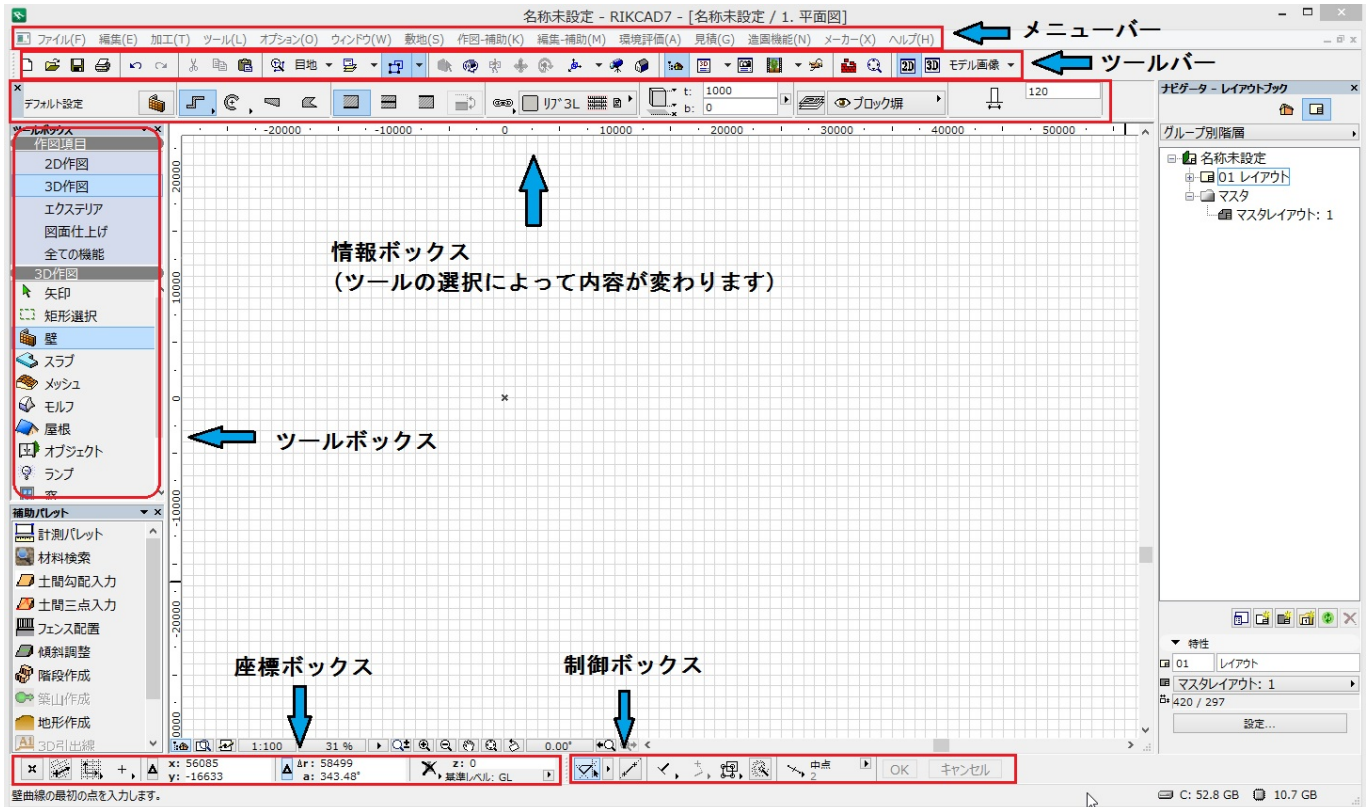 名称未設定 - RIKCAD7 - [名称未設定 / 1. 平面図]
ファイル(F) 編集(E) 加工(T) ツール(L) オプション(O) ウィンドウ(W) 敷地(S) 作図-補助(K) 編集-補助(M) 環境評価(A) 見積(G) 造園機能(N) メーカー(X) ヘルプ(H)
メニューバー
目地
2D 3D モデル画像
ツールバー
デフォルト設定
リブ゛3L
t: 1000
b: 0
ブロック塀
120
ナビゲータ - レイアウトブック
グループ別階層
名称未設定
01 レイアウト
マスタ
マスタレイアウト: 1
ツールボックス
作図項目
2D作図
3D作図
エクステリア
図面仕上げ
全ての機能
3D作図
矢印
矩形選択
壁
スラブ
メッシュ
モルフ
屋根
オブジェクト
ランプ
窓
-20000 -10000 0 10000 20000 30000 40000 50000
20000
10000
0
-10000
-20000
情報ボックス
(ツールの選択によって内容が変わります)
ツールボックス
補助パレット
計測パレット
材料検索
土間勾配入力
土間三点入力
フェンス配置
傾斜調整
階段作成
築山作成
地形作成
3D引出線
座標ボックス
制御ボックス
特性
01 レイアウト
マスタレイアウト: 1
420 / 297
設定...
1:100 31 % 0.00°
x: 56085
y: -16633
Δr: 58499
a: 343.48°
z: 0
基準レベル: GL
中点
2
OK キャンセル
壁曲線の最初の点を入力します。
C: 52.8 GB 10.7 GB